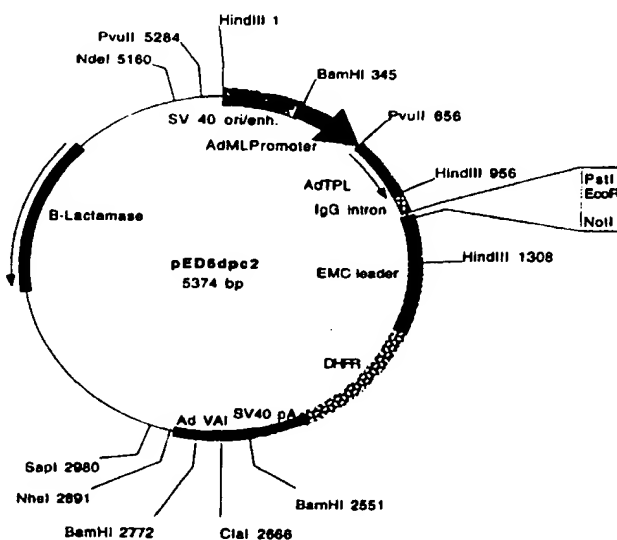 HindIII 1
PvuII 5284
NdeI 5160
BamHI 345
SV 40 ori/enh.
PvuII 656
AdMLPromoter
HindIII 956
AdTPL
PstI
EcoR
IgG intron
NotI
B-Lactamase
pED6dpc2
EMC leader
HindIII 1308
5374 bp
DHFR
Ad VAI
SV40 pA
SapI 2980
NheI 2891
BamHI 2551
BamHI 2772
ClaI 2666